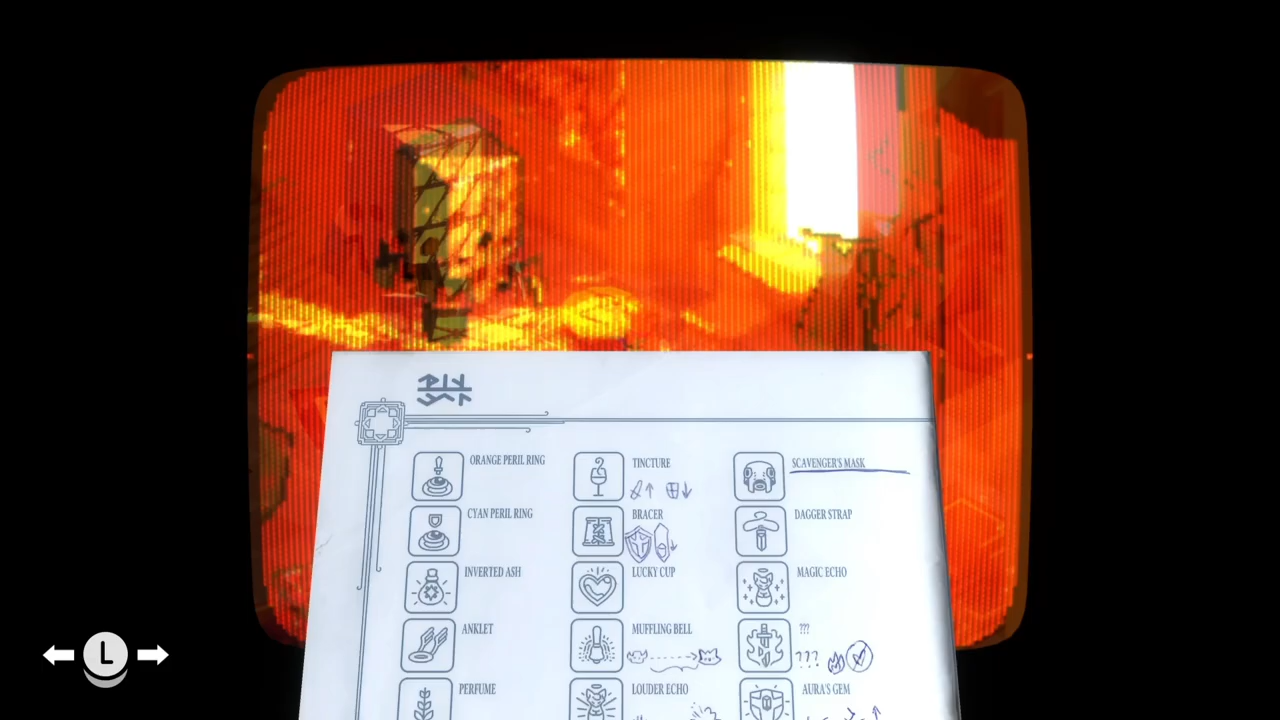 ORANGE PERIL RING
TINCTURE
SCAVENGER'S MASK
CYAN PERIL RING
BRACER
DAGGER STRAP
INVERTED ASH
LUCKY CUP
MAGIC ECHO
ANKLET
MUFFLING BELL
???
???
PERFUME
LOUDER ECHO
AURA'S GEM
L